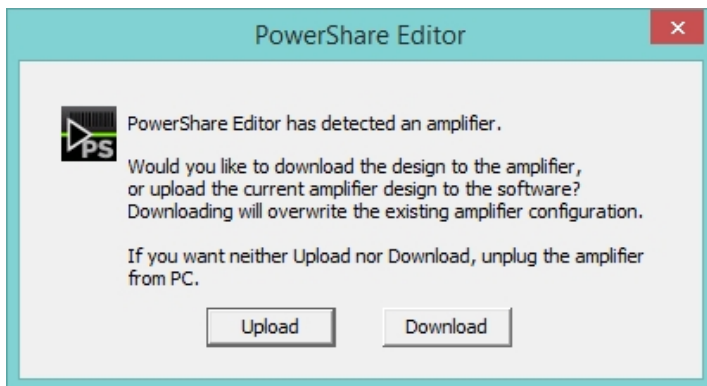 PowerShare Editor
PS
PowerShare Editor has detected an amplifier.
Would you like to download the design to the amplifier,
or upload the current amplifier design to the software?
Downloading will overwrite the existing amplifier configuration.
If you want neither Upload nor Download, unplug the amplifier
from PC.
Upload
Download